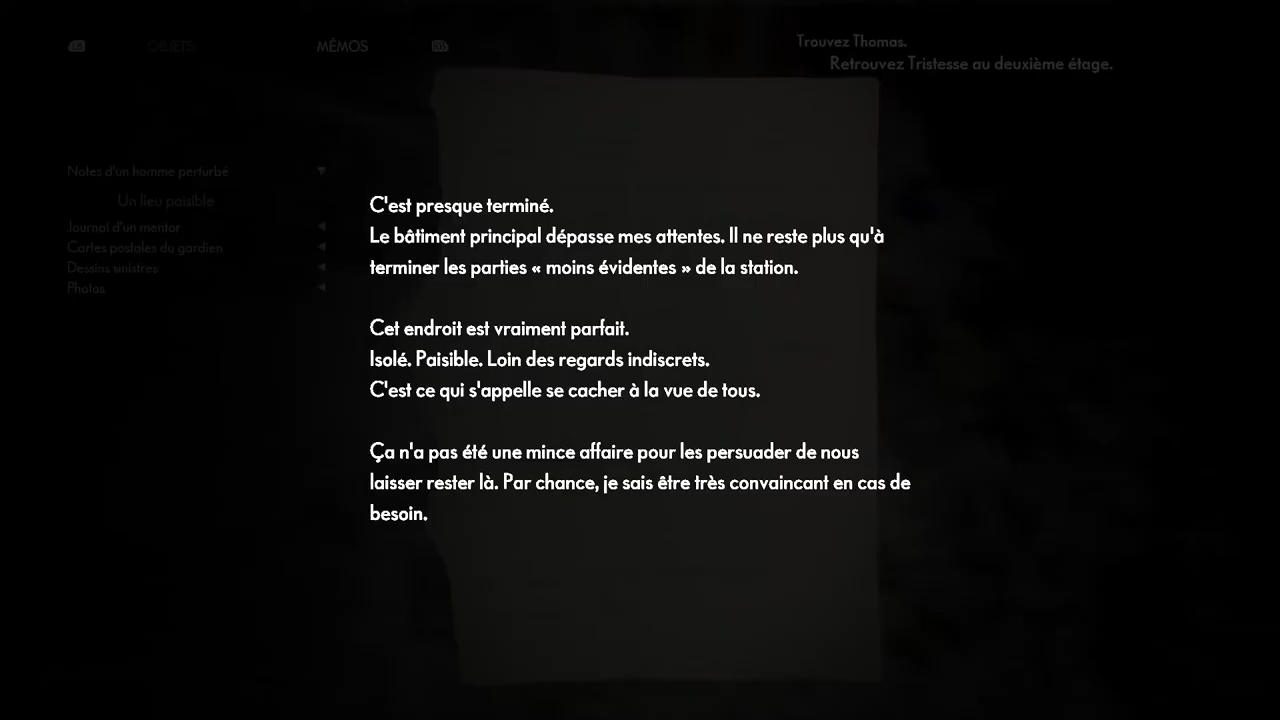 LB
OBJETS
MÉMOS
RB
Trouvez Thomas.
Retrouvez Tristesse au deuxième étage.
Notes d'un homme perturbé
Un lieu paisible
Journal d'un mentor
Cartes postales du gardien
Dessins sinistres
Photos
C'est presque terminé.
Le bâtiment principal dépasse mes attentes. Il ne reste plus qu'à
terminer les parties « moins évidentes » de la station.
Cet endroit est vraiment parfait.
Isolé. Paisible. Loin des regards indiscrets.
C'est ce qui s'appelle se cacher à la vue de tous.
Ça n'a pas été une mince affaire pour les persuader de nous
laisser rester là. Par chance, je sais être très convaincant en cas de
besoin.